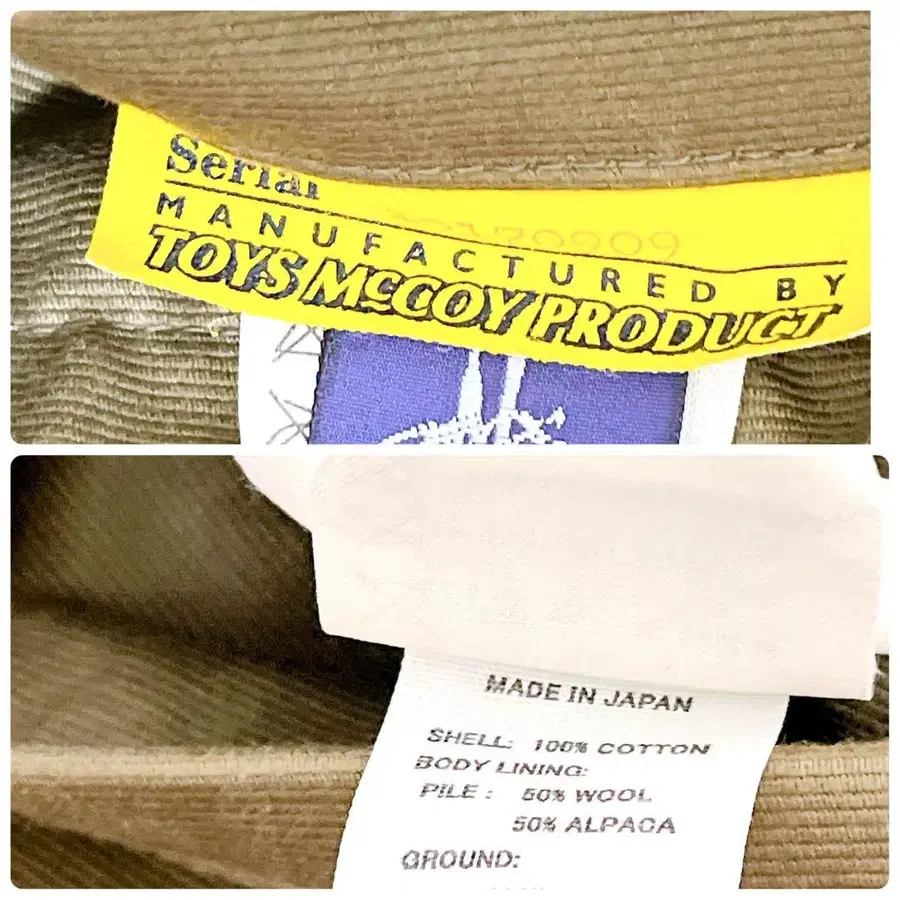 Serial
MANUFACTURED BY
TOYS McCOY PRODUCT
MADE IN JAPAN
SHELL: 100% COTTON
BODY LINING:
PILE: 50% WOOL
50% ALPACA
GROUND: